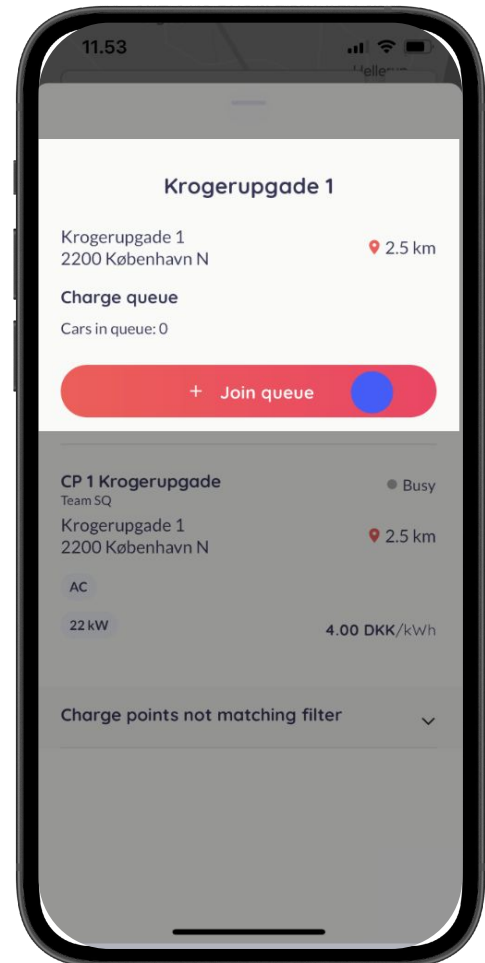 11.53
Krogerupgade 1
Krogerupgade 1
2200 København N
2.5 km
Charge queue
Cars in queue: 0
+ Join queue
CP 1 Krogerupgade
Busy
Team SQ
Krogerupgade 1
2200 København N
2.5 km
AC
22 kW
4.00 DKK/kWh
Charge points not matching filter